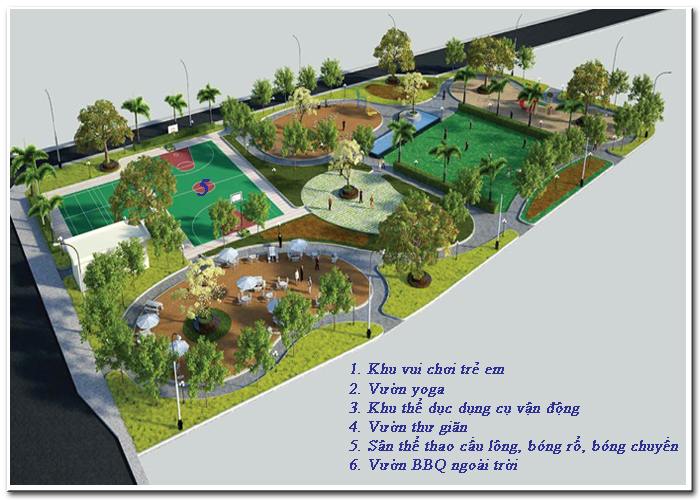 5
1. Khu vui chơi trẻ em
2. Vườn yoga
3. Khu thể dục dụng cụ vận động
4. Vườn thư giãn
5. Sân thể thao cầu lông, bóng rổ, bóng chuyền
6. Vườn BBQ ngoài trời